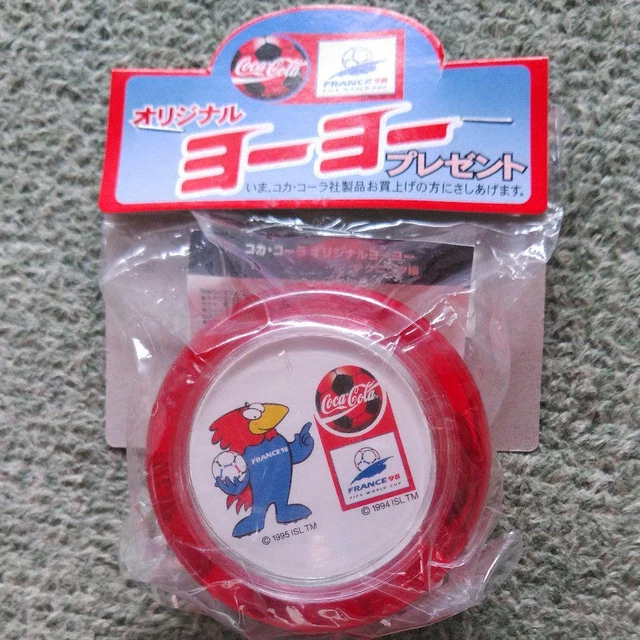 Coca-Cola
FRANCE 98
FIFA WORLD CUP
オリジナル
ヨーヨー
プレゼント
いま、コカ・コーラ社製品お買上げの方にさしあげます。
コカ・コーラ オリジナルヨーヨー
FRANCE 98
Coca-Cola
FRANCE 98
FIFA WORLD CUP
© 1995 ISL TM
© 1994 ISL TM